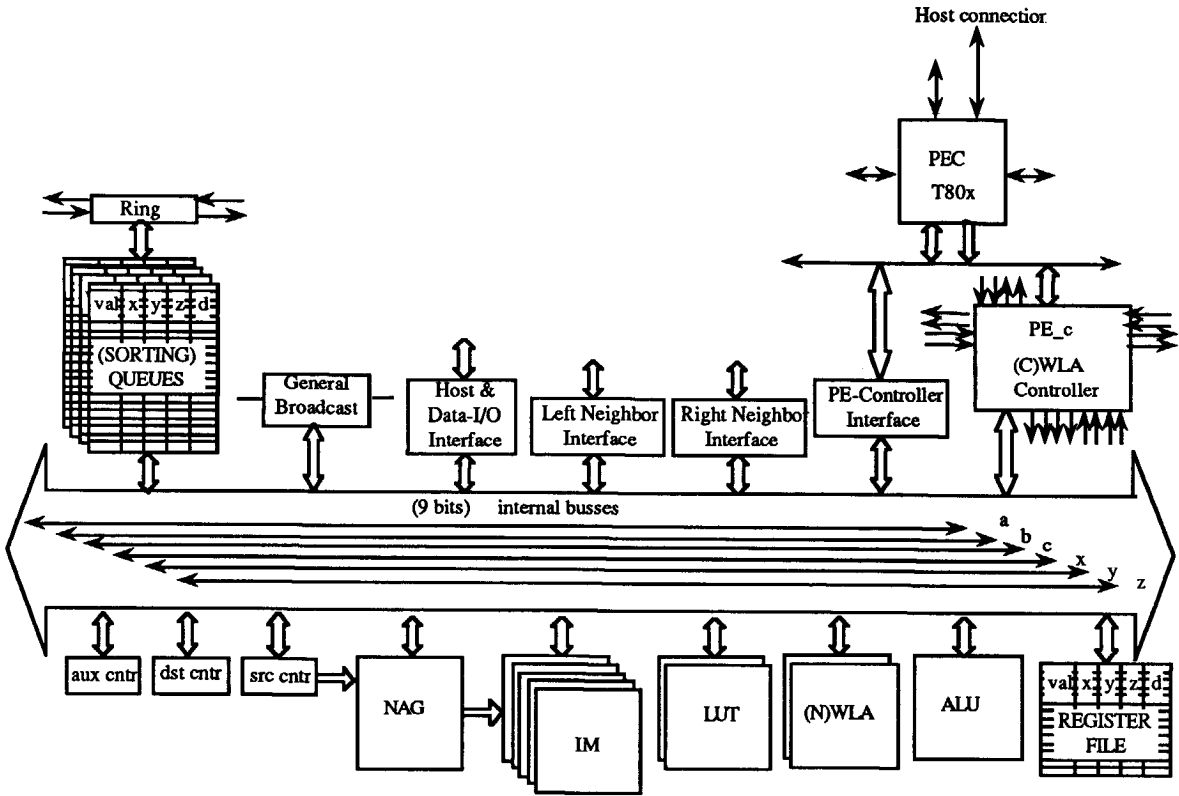 Host connection
PEC
T80x
Ring
val x y z d
(SORTING)
QUEUES
General
Broadcast
Host &
Data-I/O
Interface
Left Neighbor
Interface
Right Neighbor
Interface
PE-Controller
Interface
PE_c
(C)WLA
Controller
(9 bits) internal busses
a
b
c
x
y
z
aux cntr
dst cntr
src cntr
NAG
IM
LUT
(N)WLA
ALU
val x y z d
REGISTER
FILE